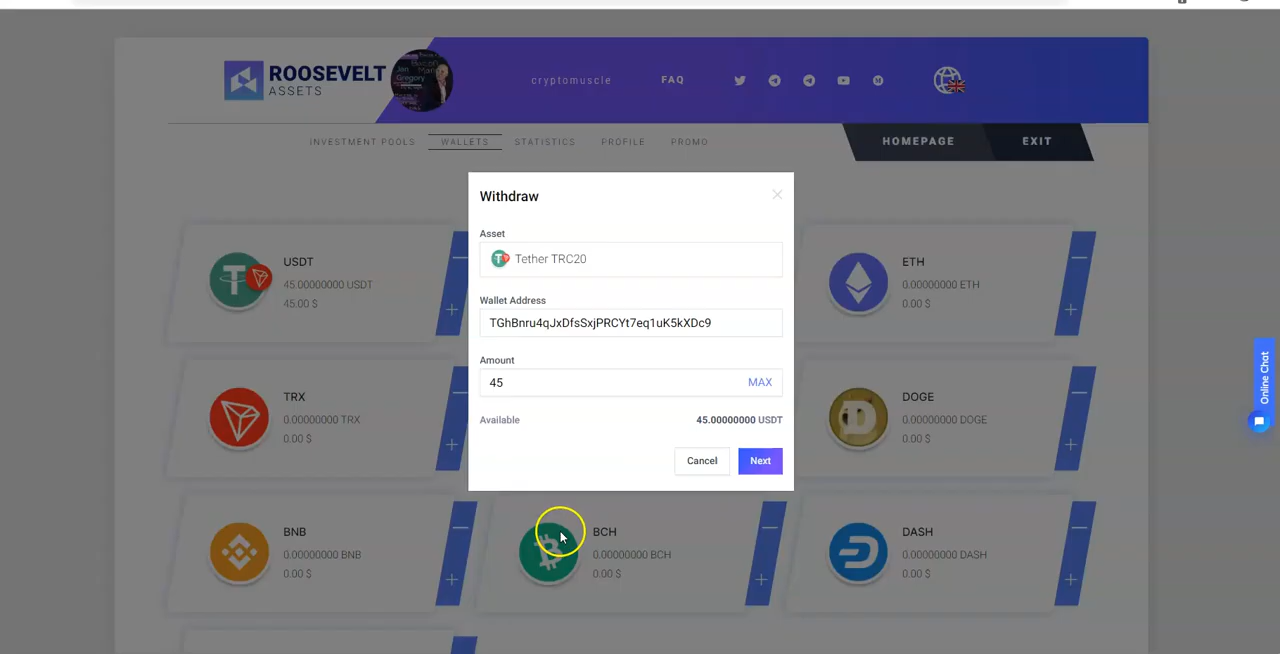 ROOSEVELT
ASSETS
Jen
Gregory
cryptomuscle
FAQ
INVESTMENT POOLS
WALLETS
STATISTICS
PROFILE
PROMO
HOMEPAGE
EXIT
Withdraw
Asset
Tether TRC20
Wallet Address
TGhBnru4qJxDfsSxjPRCYt7eq1uK5kXDc9
Amount
45
MAX
Available
45.00000000 USDT
Cancel
Next
USDT
45.00000000 USDT
45.00 $
ETH
0.00000000 ETH
0.00 $
TRX
0.00000000 TRX
0.00 $
DOGE
0.00000000 DOGE
0.00 $
BNB
0.00000000 BNB
0.00 $
BCH
0.00000000 BCH
0.00 $
DASH
0.00000000 DASH
0.00 $
Online Chat